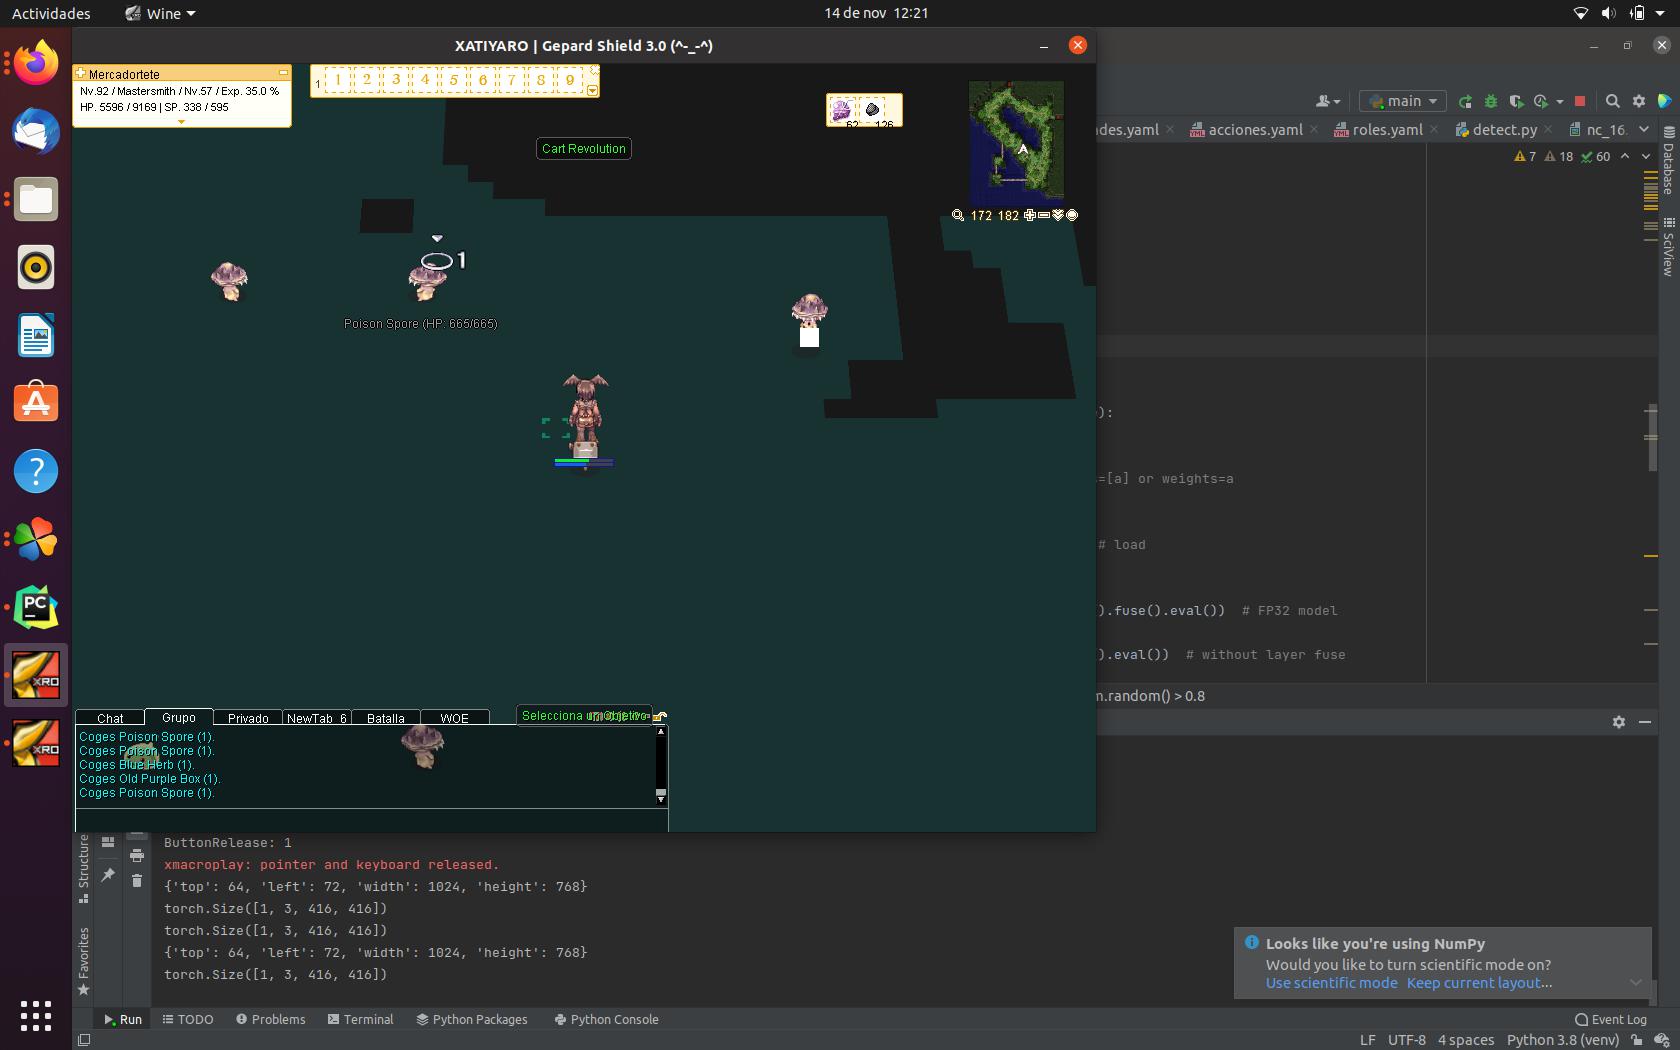 Actividades
Wine
14 de nov 12:21
XATIYARO | Gepard Shield 3.0 (^-_-^)
Mercadortete
Nv.92 / Mastersmith / Nv.57 / Exp. 35.0 %
HP. 5596 / 9169 | SP. 338 / 595
1 1 2 3 4 5 6 7 8 9
62 126
Cart Revolution
172 182
1
Poison Spore (HP: 665/665)
Chat Grupo Privado NewTab_6 Batalla WOE
Coges Poison Spore (1).
Coges Poison Spore (1).
Coges Blue Herb (1).
Coges Old Purple Box (1).
Coges Poison Spore (1).
main
des.yaml acciones.yaml roles.yaml detect.py nc_16.
7 18 60
Database
SciView
):
=[a] or weights=a
# load
).fuse().eval()) # FP32 model
).eval()) # without layer fuse
m.random() > 0.8
PC
XRO
XRO
Structure
Favorites
ButtonRelease: 1
xmacroplay: pointer and keyboard released.
{'top': 64, 'left': 72, 'width': 1024, 'height': 768}
torch.Size([1, 3, 416, 416])
torch.Size([1, 3, 416, 416])
{'top': 64, 'left': 72, 'width': 1024, 'height': 768}
torch.Size([1, 3, 416, 416])
Looks like you're using NumPy
Would you like to turn scientific mode on?
Use scientific mode Keep current layout...
Run TODO Problems Terminal Python Packages Python Console
Event Log
LF UTF-8 4 spaces Python 3.8 (venv)